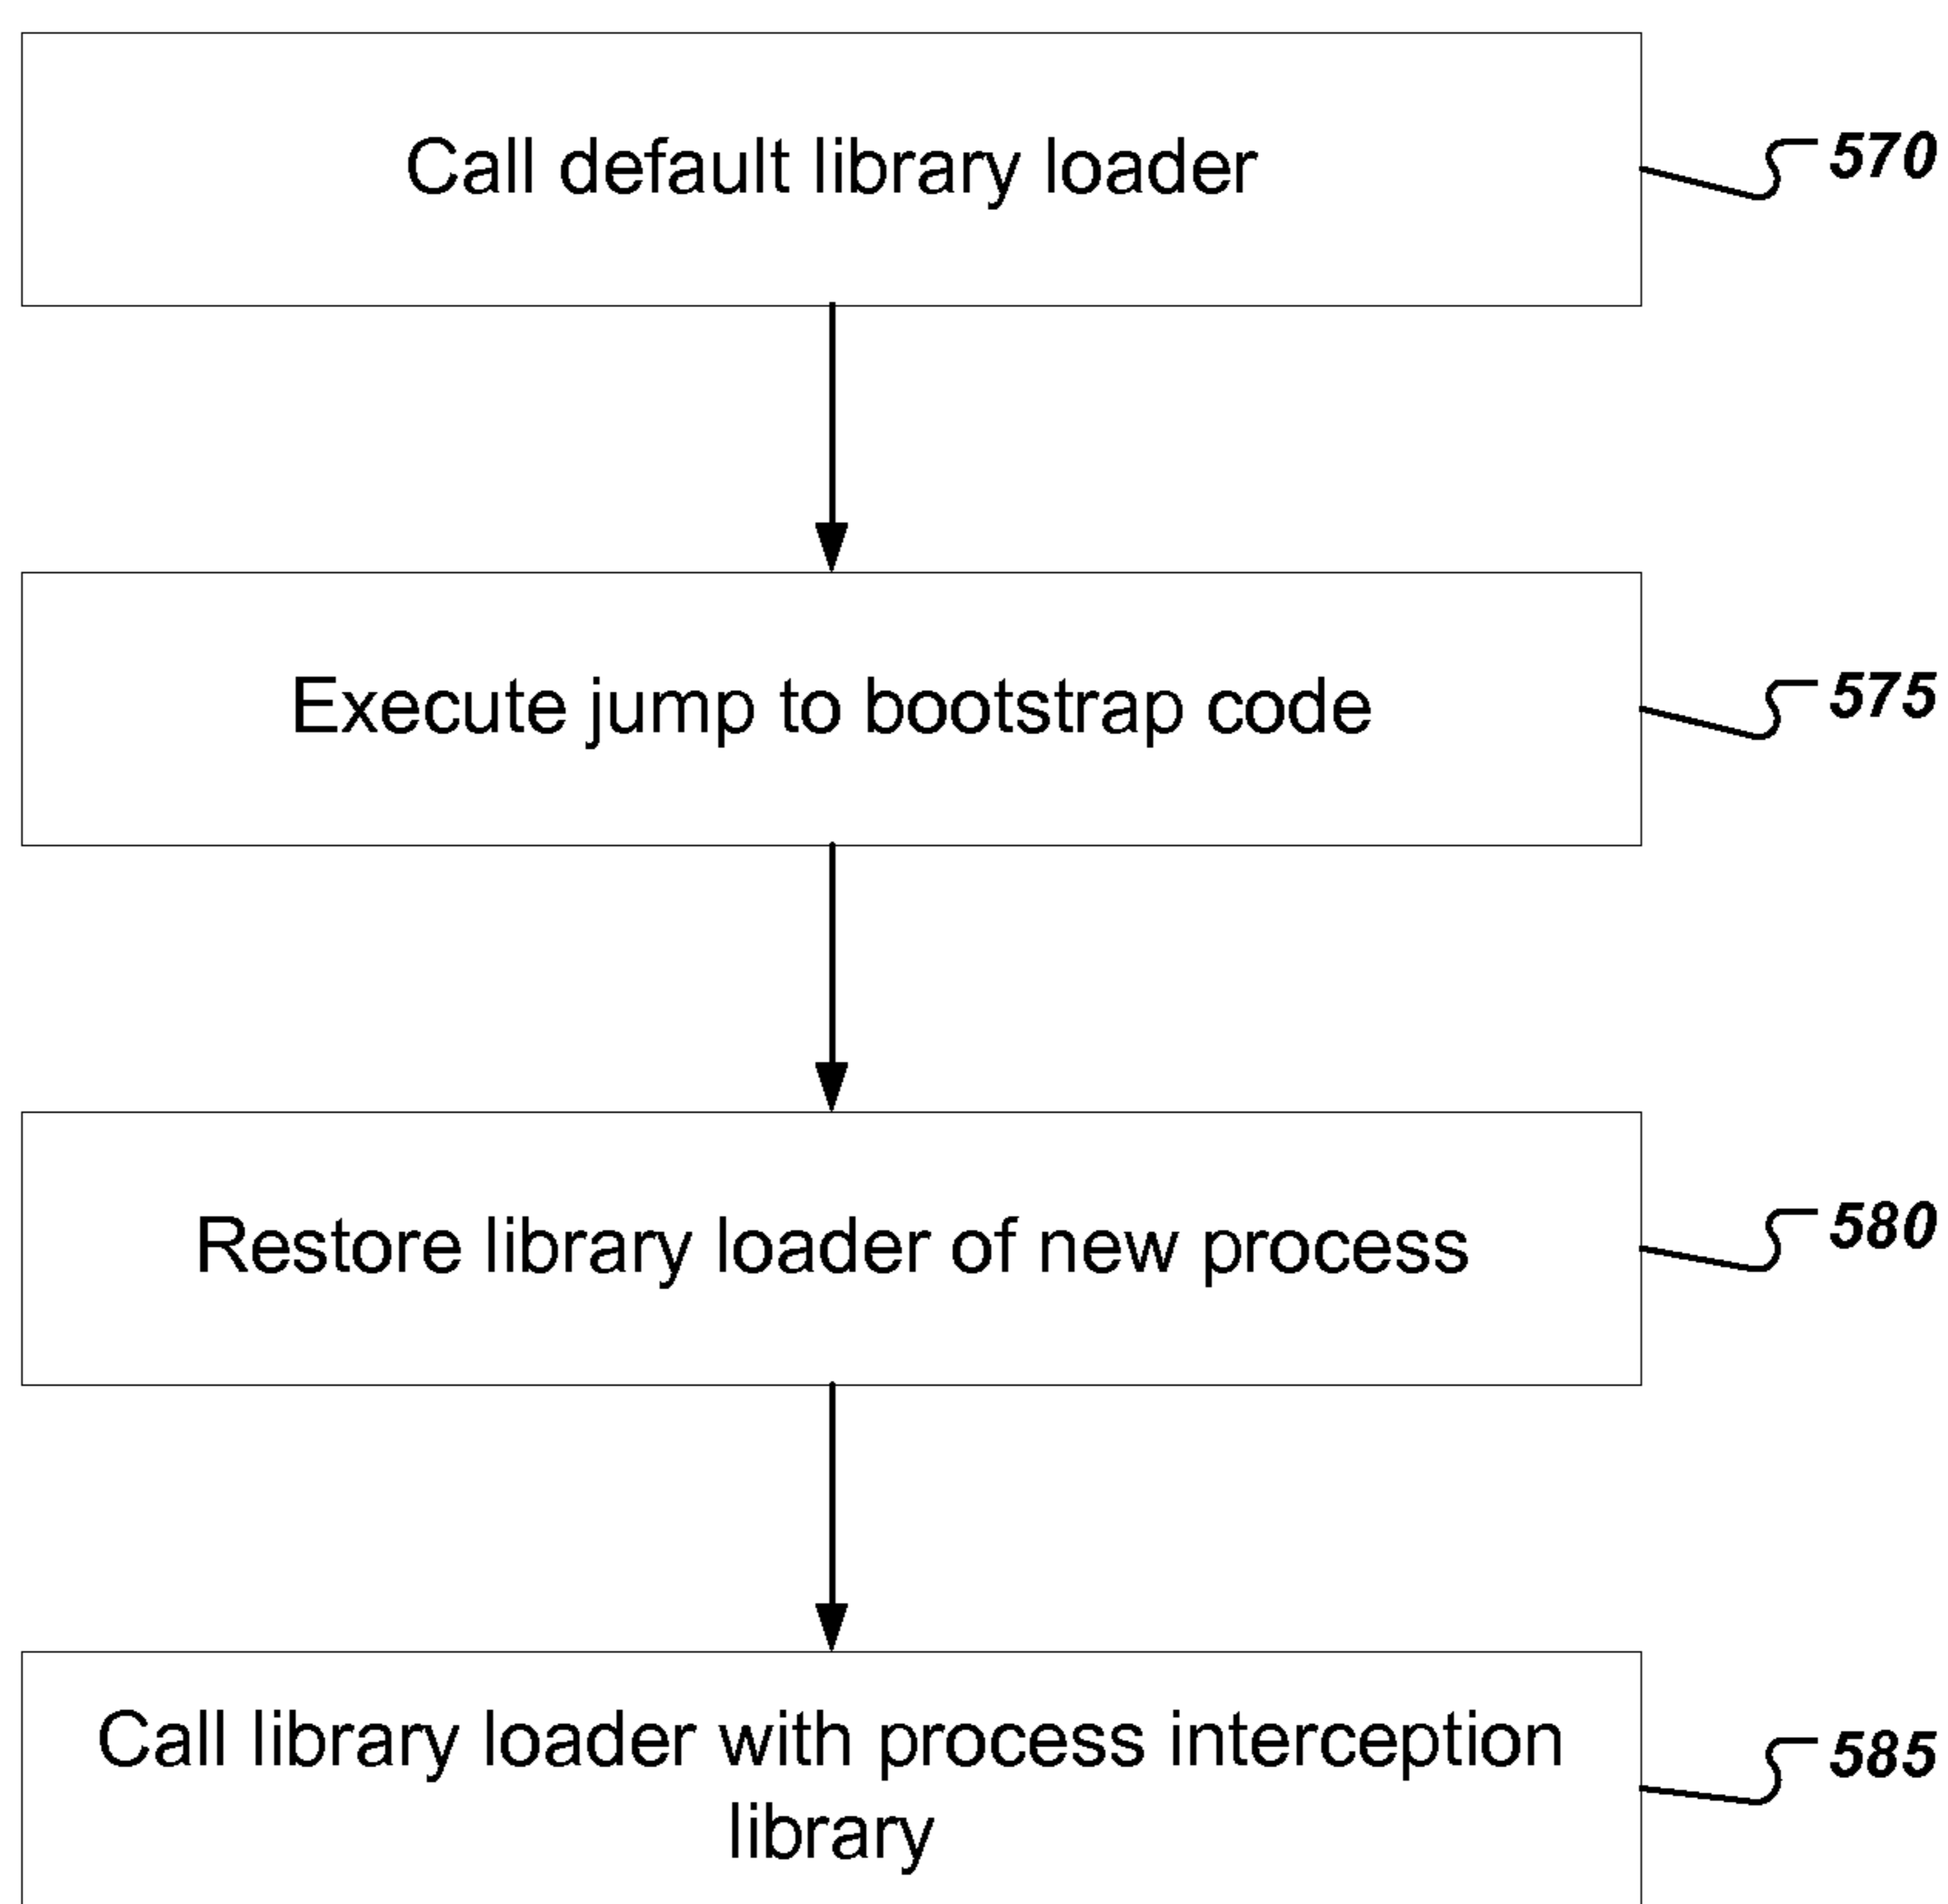 Call default library loader
570
Execute jump to bootstrap code
575
Restore library loader of new process
580
Call library loader with process interception
library
585